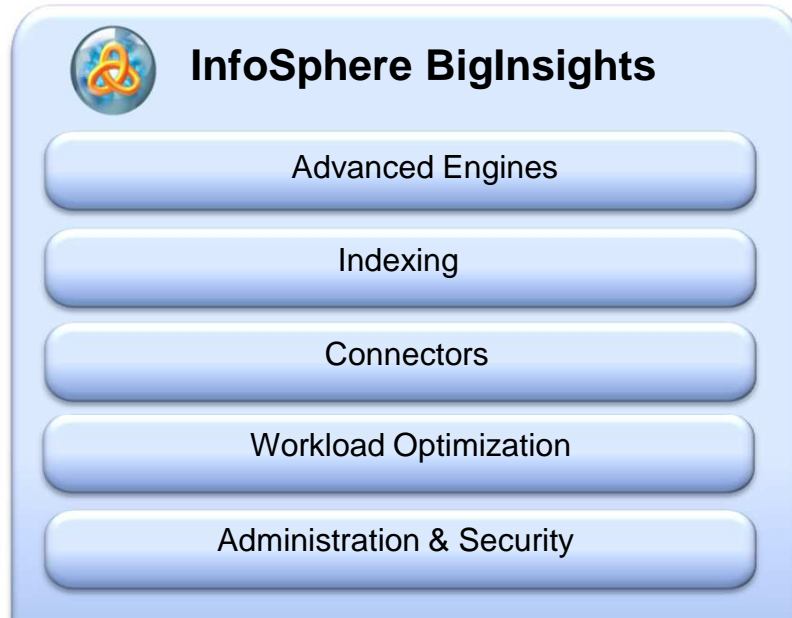 InfoSphere BigInsights
Advanced Engines
Indexing
Connectors
Workload Optimization
Administration & Security